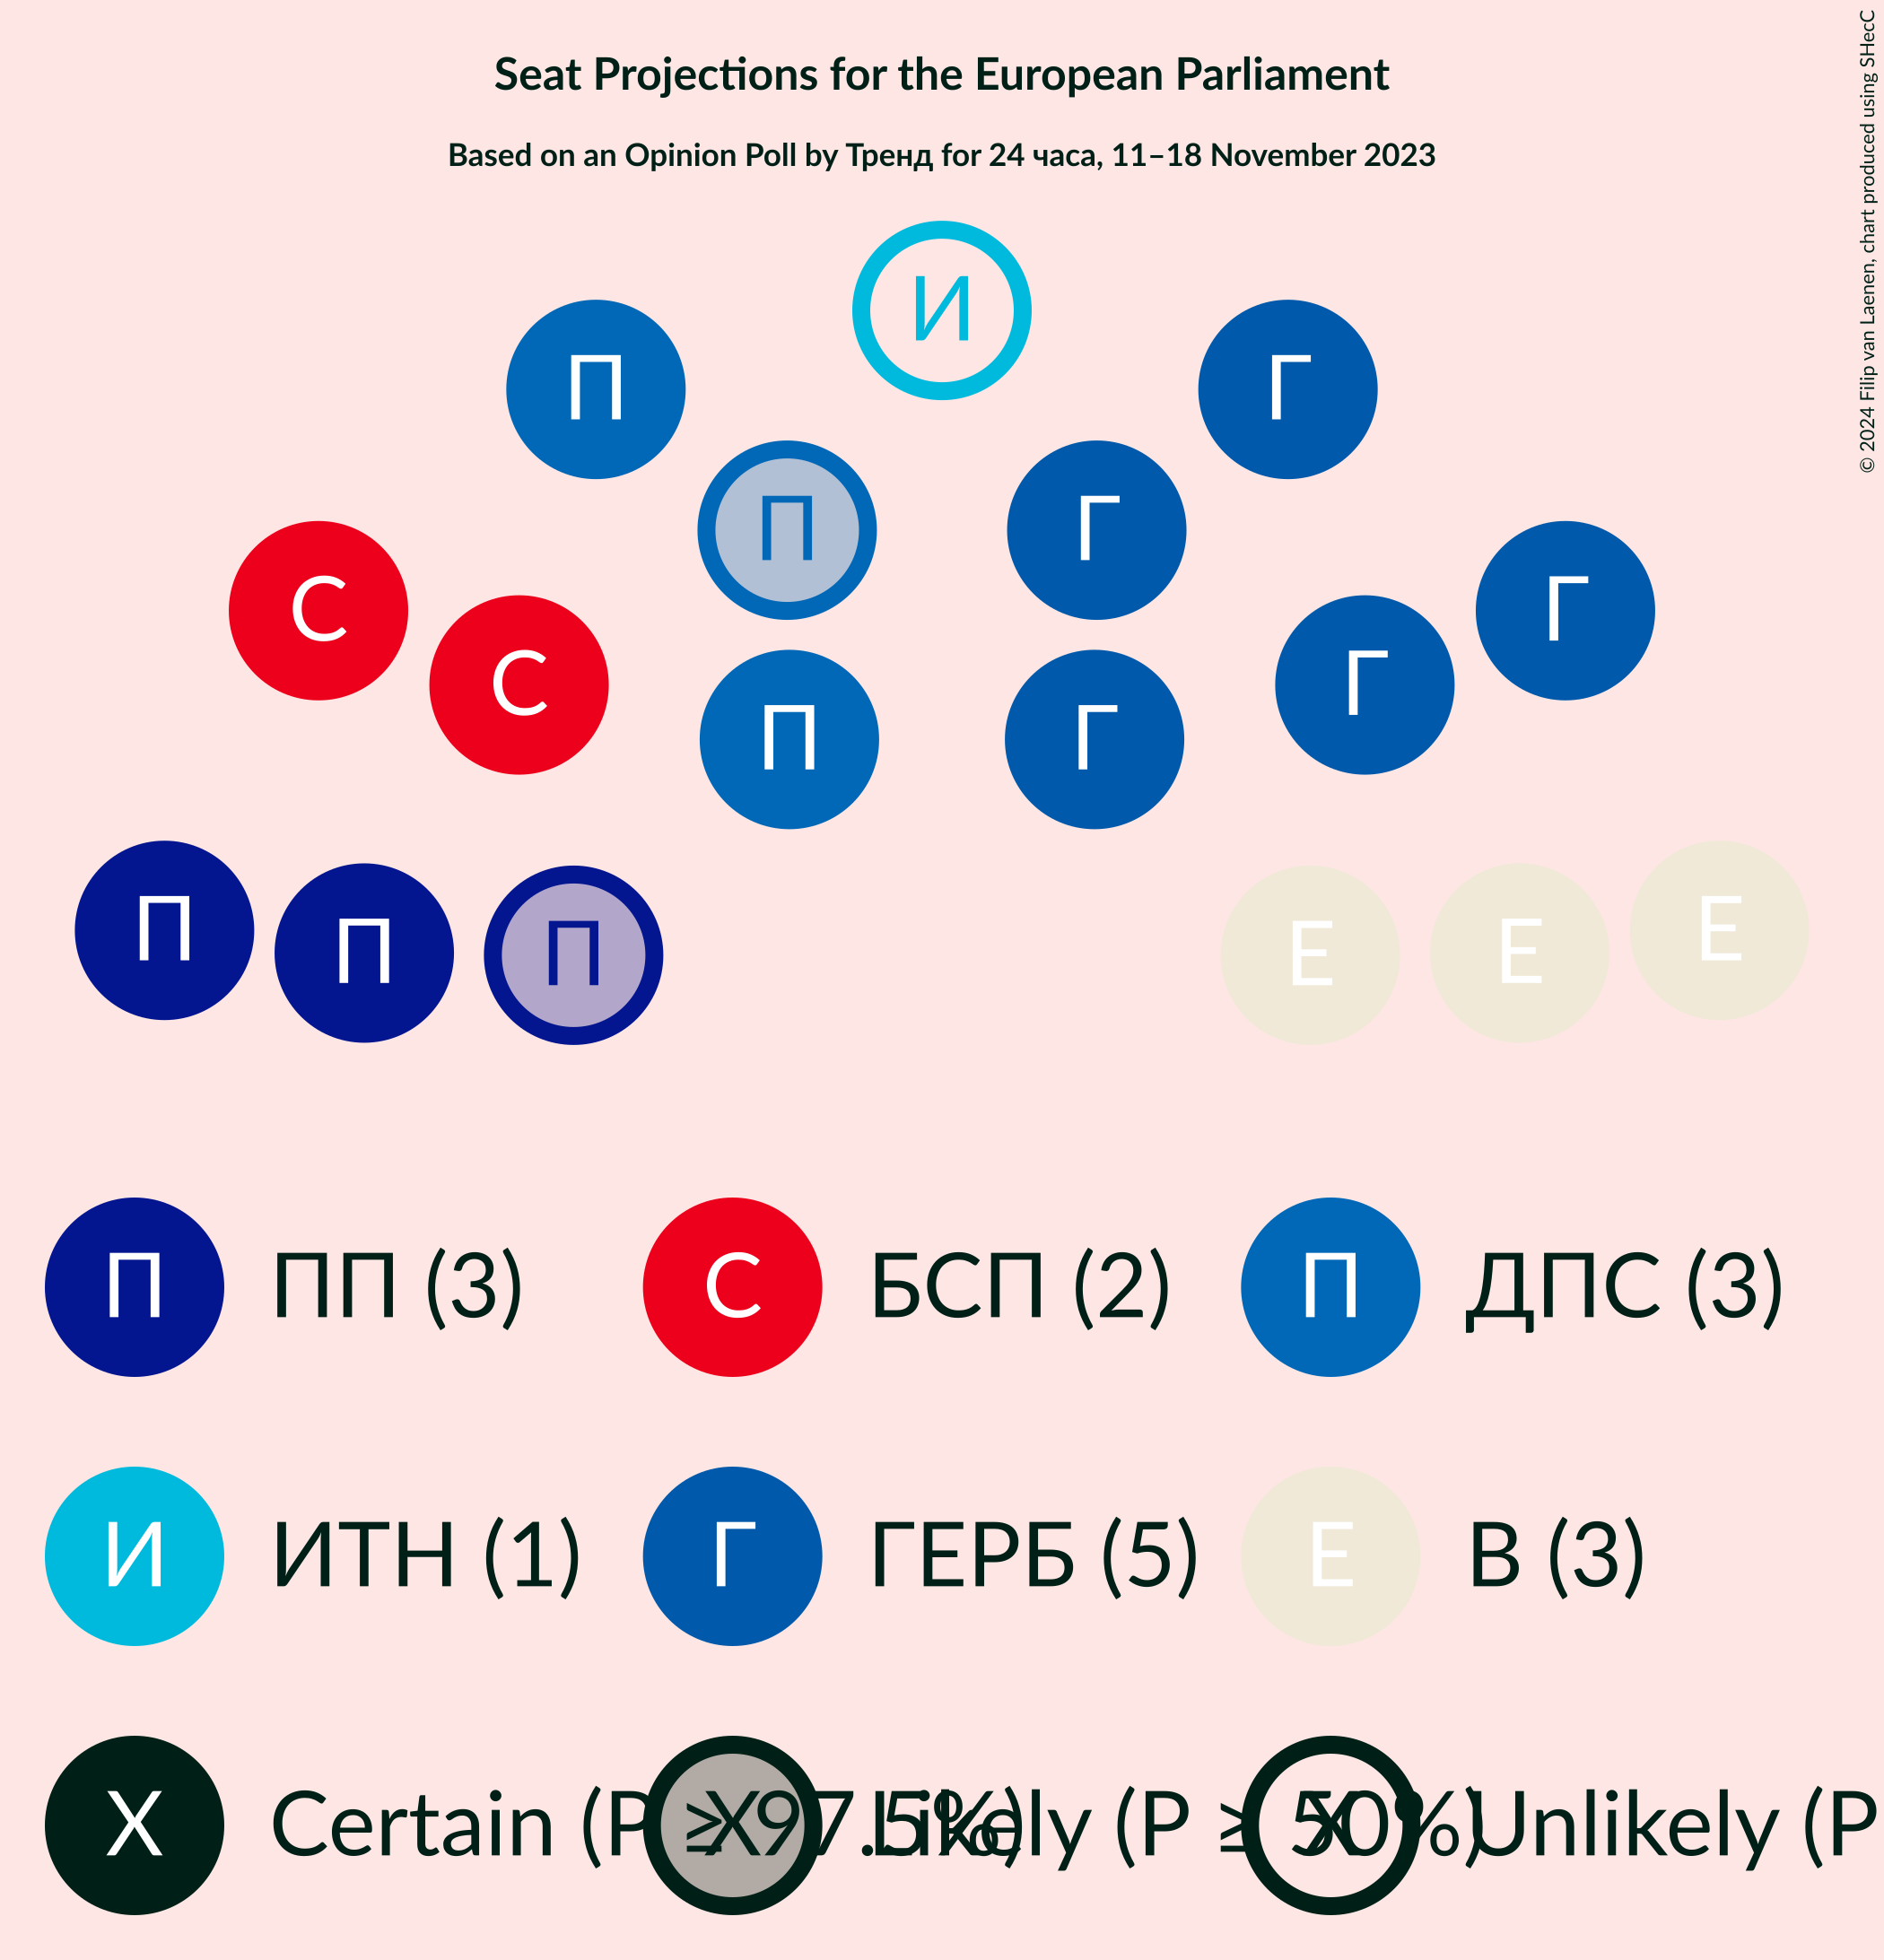 Seat Projections for the European Parliament
Based on an Opinion Poll by Тренд for 24 часа, 11–18 November 2023
© 2024 Filip van Laenen, chart produced using SHecC
И
П
Г
П
Г
С
Г
С
Г
П
Г
П
П
П
Е
Е
Е
П ПП (3) С БСП (2) П ДПС (3)
И ИТН (1) Г ГЕРБ (5) Е В (3)
X Certain (P ≥ 97.5%) X Likely (P ≥ 50%) X Unlikely (P